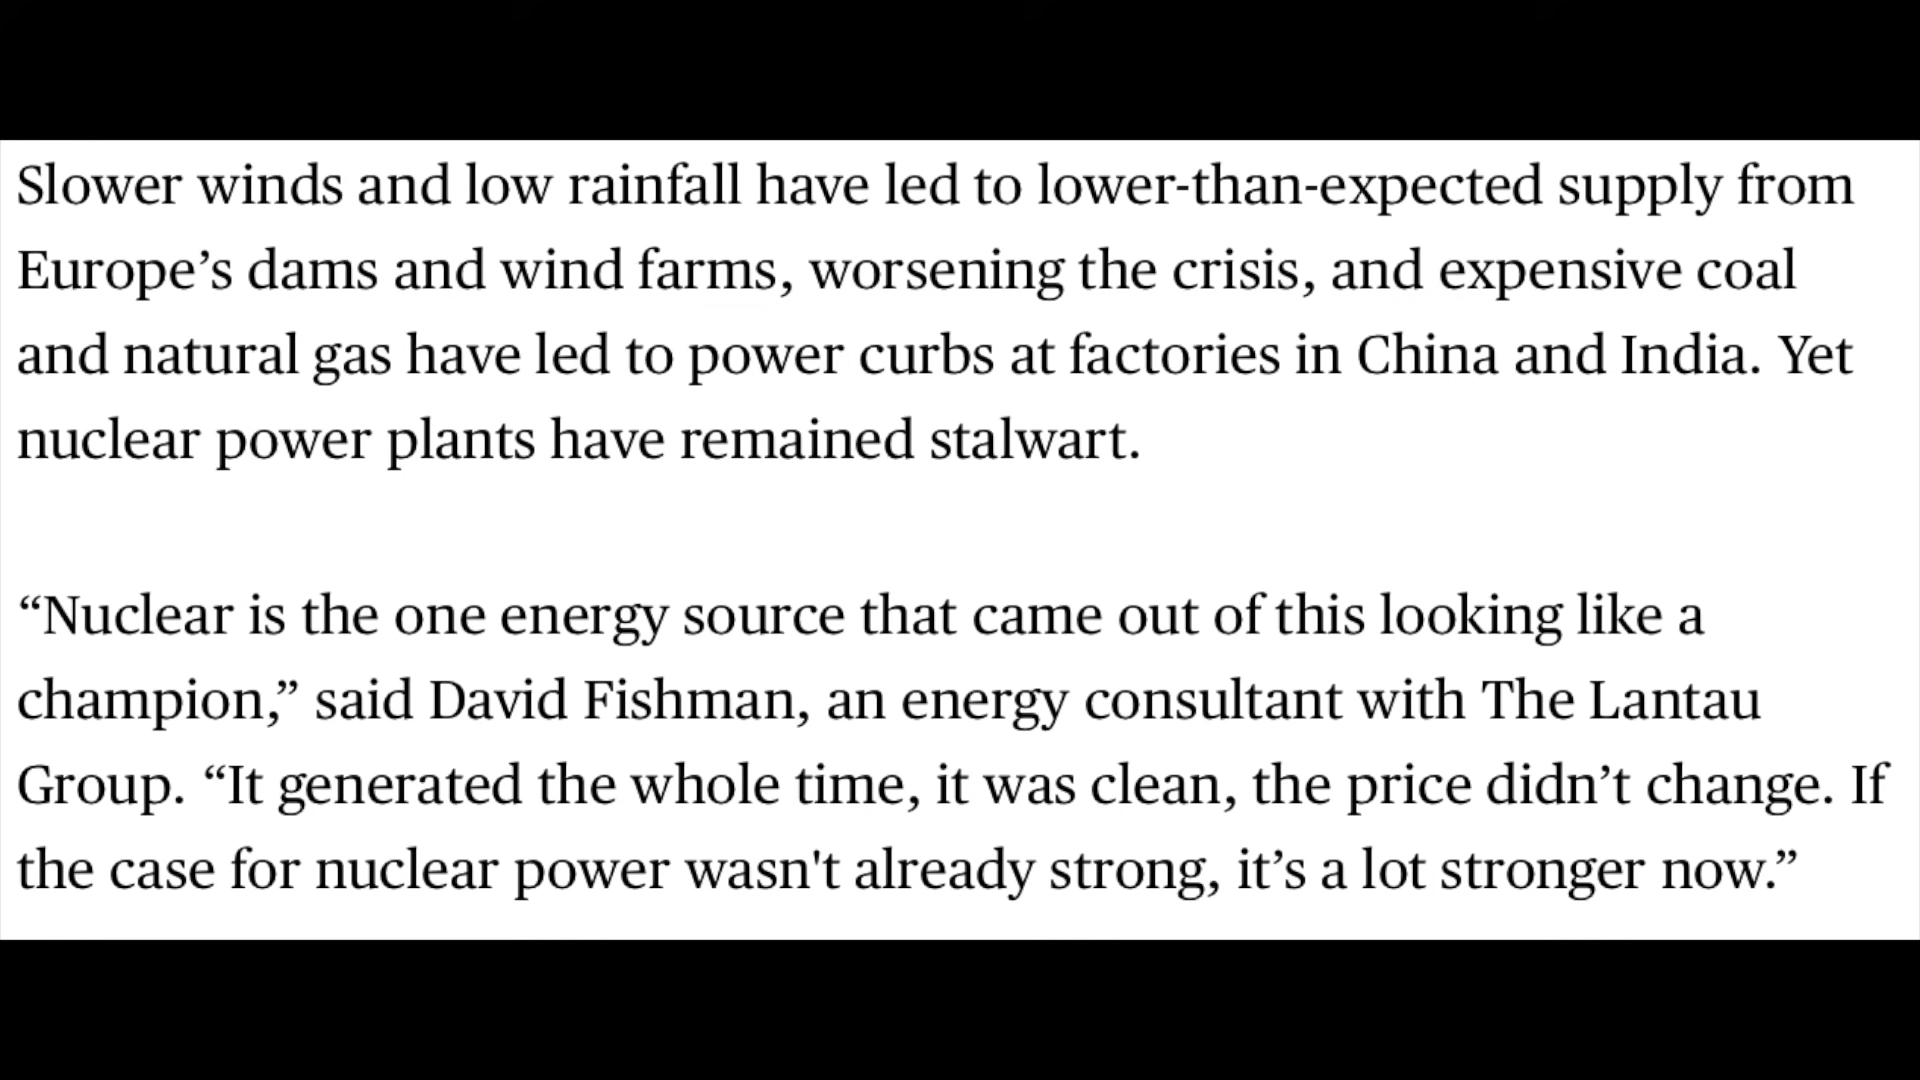 Slower winds and low rainfall have led to lower-than-expected supply from
Europe’s dams and wind farms, worsening the crisis, and expensive coal
and natural gas have led to power curbs at factories in China and India. Yet
nuclear power plants have remained stalwart.
“Nuclear is the one energy source that came out of this looking like a
champion,” said David Fishman, an energy consultant with The Lantau
Group. “It generated the whole time, it was clean, the price didn’t change. If
the case for nuclear power wasn't already strong, it’s a lot stronger now.”